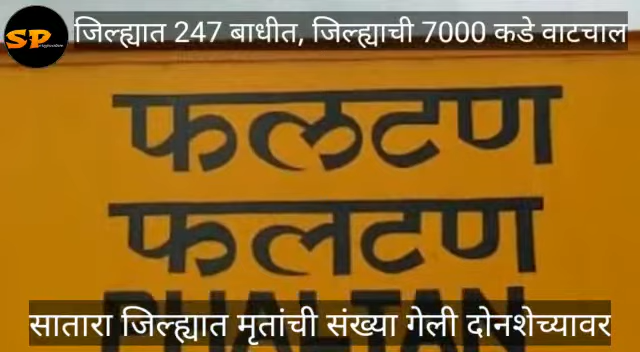 SP
जिल्ह्यात 247 बाधीत, जिल्ह्याची 7000 कडे वाटचाल
फलटण
फलटण
PHALTAN
सातारा जिल्ह्यात मृतांची संख्या गेली दोनशेच्यावर